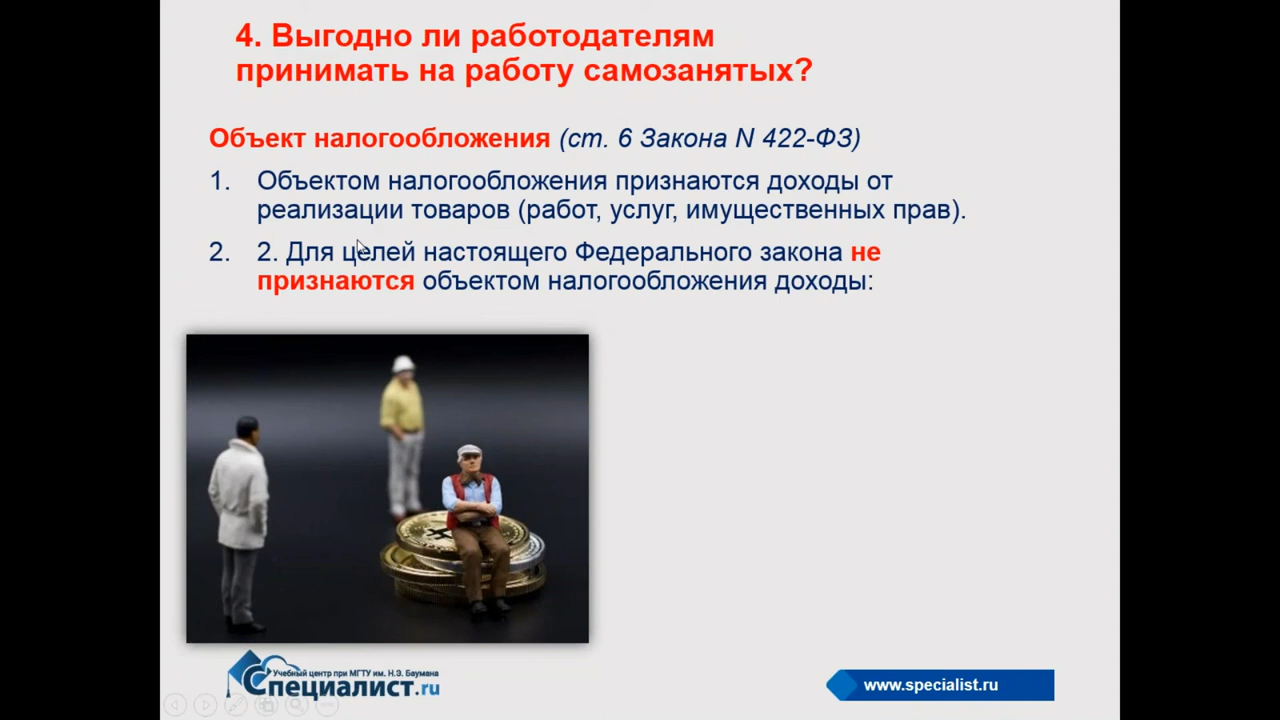 4. Выгодно ли работодателям
принимать на работу самозанятых?
Объект налогообложения (ст. 6 Закона N 422-ФЗ)
1. Объектом налогообложения признаются доходы от
реализации товаров (работ, услуг, имущественных прав).
2. 2. Для целей настоящего Федерального закона не
признаются объектом налогообложения доходы:
Учебный центр при МГТУ им. Н.Э. Баумана
Специалист.ru
www.specialist.ru